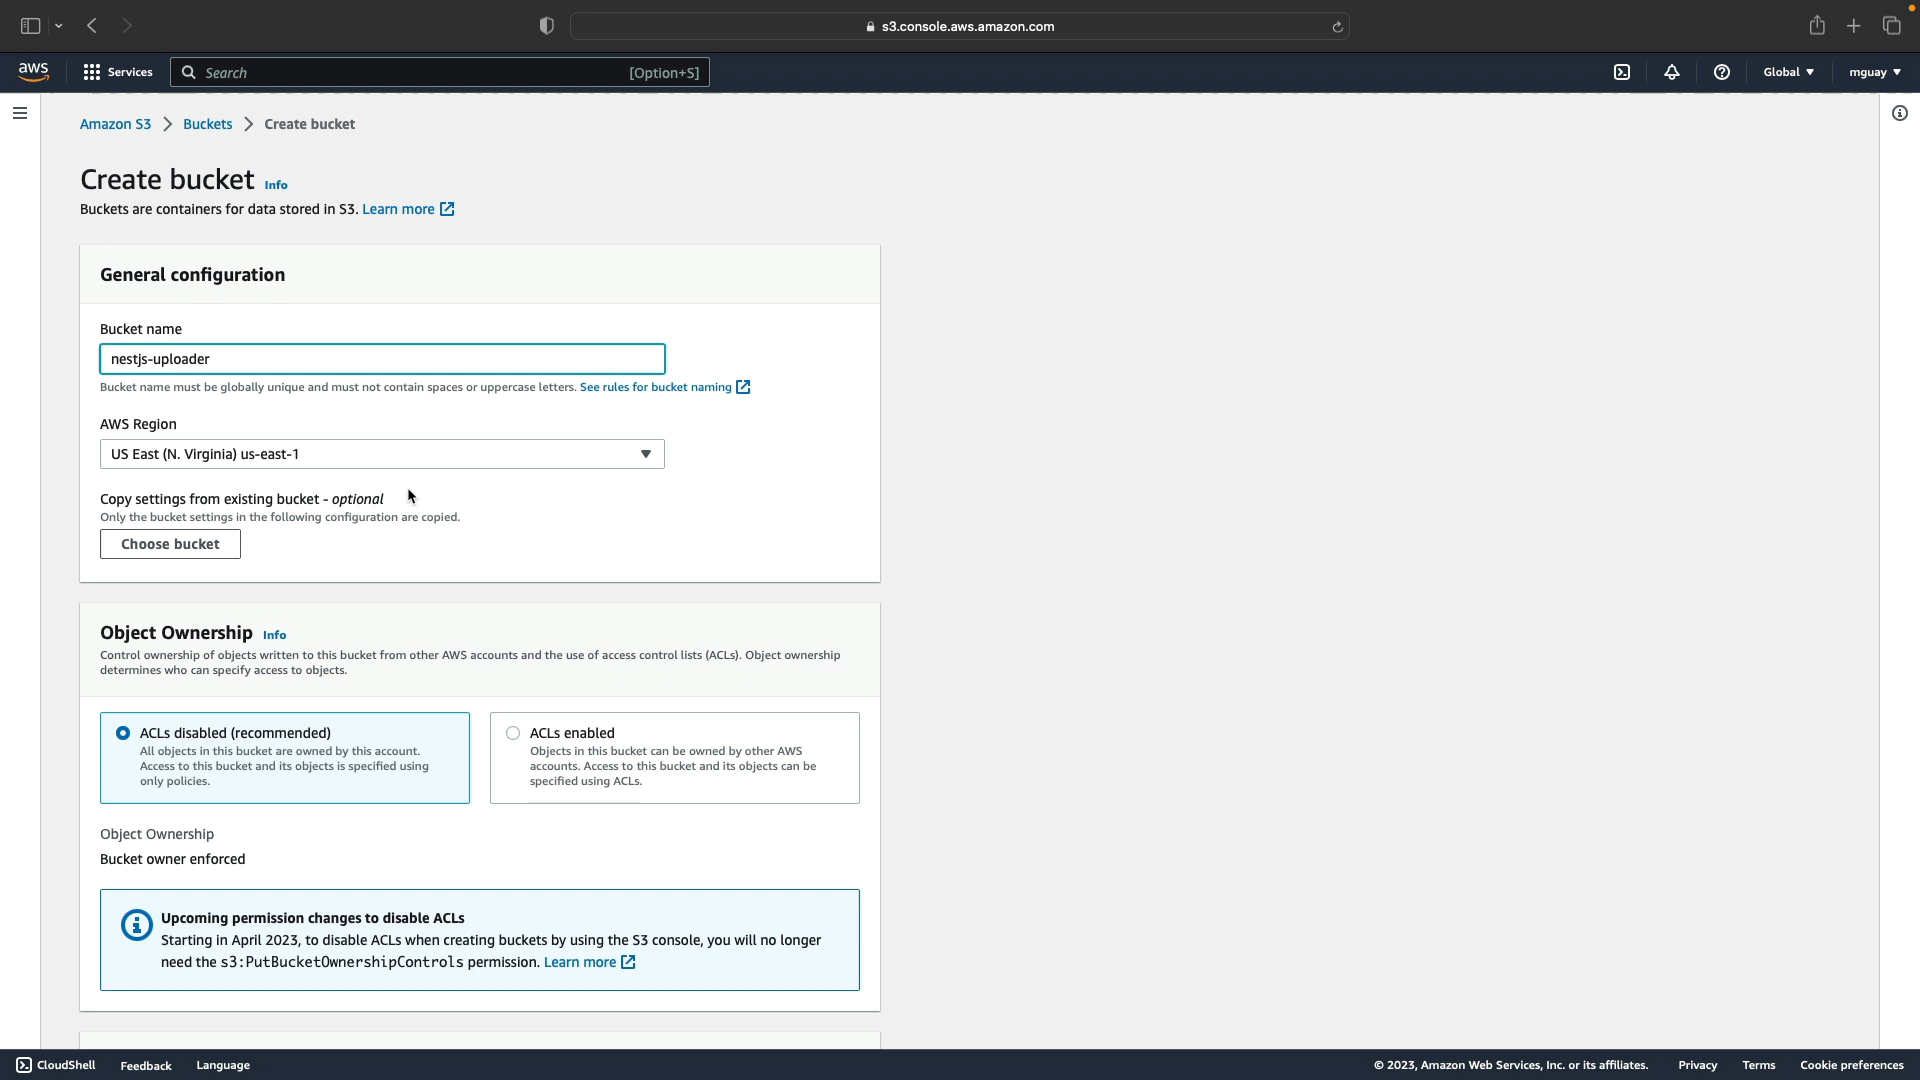 s3.console.aws.amazon.com
aws
Services
Search
[Option+S]
Global
mguay
Amazon S3
Buckets
Create bucket
Create bucket Info
Buckets are containers for data stored in S3. Learn more
General configuration
Bucket name
nestjs-uploader
Bucket name must be globally unique and must not contain spaces or uppercase letters. See rules for bucket naming
AWS Region
US East (N. Virginia) us-east-1
Copy settings from existing bucket - optional
Only the bucket settings in the following configuration are copied.
Choose bucket
Object Ownership Info
Control ownership of objects written to this bucket from other AWS accounts and the use of access control lists (ACLs). Object ownership
determines who can specify access to objects.
ACLs disabled (recommended)
All objects in this bucket are owned by this account.
Access to this bucket and its objects is specified using
only policies.
ACLs enabled
Objects in this bucket can be owned by other AWS
accounts. Access to this bucket and its objects can be
specified using ACLs.
Object Ownership
Bucket owner enforced
Upcoming permission changes to disable ACLs
Starting in April 2023, to disable ACLs when creating buckets by using the S3 console, you will no longer
need the s3:PutBucketOwnershipControls permission. Learn more
CloudShell
Feedback
Language
© 2023, Amazon Web Services, Inc. or its affiliates.
Privacy
Terms
Cookie preferences